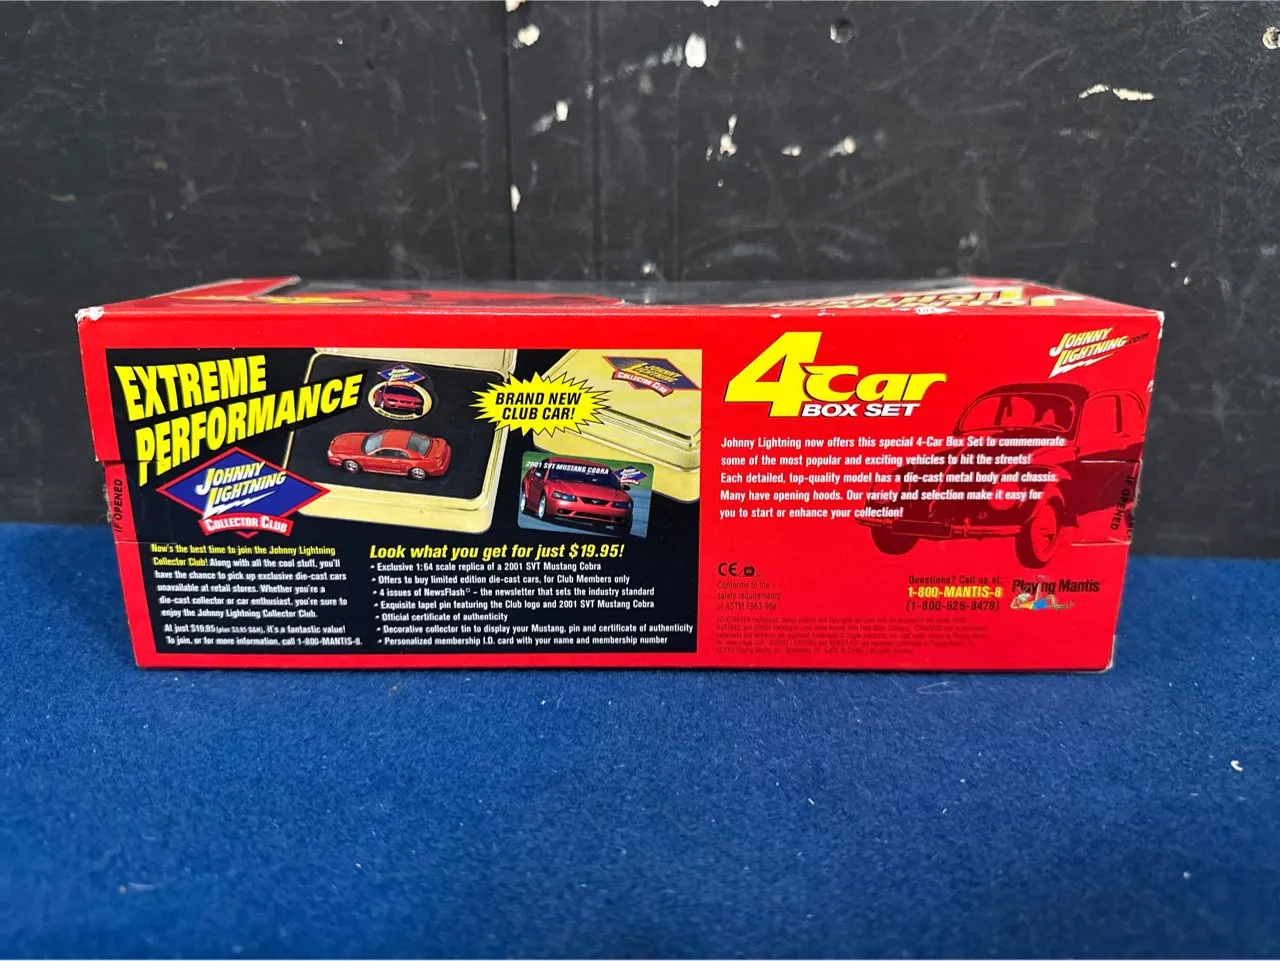 JOHNNY LIGHTNING
EXTREME
PERFORMANCE
BRAND NEW
CLUB CAR!
JOHNNY
LIGHTNING
COLLECTOR CLUB
2001 SVT MUSTANG COBRA
JOHNNY
LIGHTNING
COLLECTOR CLUB
Now's the best time to join the Johnny Lightning
Collector Club! Along with all the cool stuff, you'll
have the chance to pick up exclusive die-cast cars
unavailable at retail stores. Whether you're a
die-cast collector or car enthusiast, you're sure to
enjoy the Johnny Lightning Collector Club.
At just $19.95 (plus $3.95 S&H), it's a fantastic value!
To join, or for more information, call 1-800-MANTIS-8.
Look what you get for just $19.95!
• Exclusive 1:64 scale replica of a 2001 SVT Mustang Cobra
• Offers to buy limited edition die-cast cars, for Club Members only
• 4 issues of NewsFlash© – the newsletter that sets the industry standard
• Exquisite lapel pin featuring the Club logo and 2001 SVT Mustang Cobra
• Official certificate of authenticity
• Decorative collector tin to display your Mustang, pin and certificate of authenticity
• Personalized membership I.D. card with your name and membership number
IF OPENED
4 Car
BOX SET
JOHNNY
LIGHTNING.com
Johnny Lightning now offers this special 4-Car Box Set to commemorate
some of the most popular and exciting vehicles to hit the streets!
Each detailed, top-quality model has a die-cast metal body and chassis.
Many have opening hoods. Our variety and selection make it easy for
you to start or enhance your collection!
IF OPENED
CE
Conforms to the
safety requirements
of ASTM F963-96a
Questions? Call us at:
1-800-MANTIS-8
(1-800-626-8478)
Playing Mantis